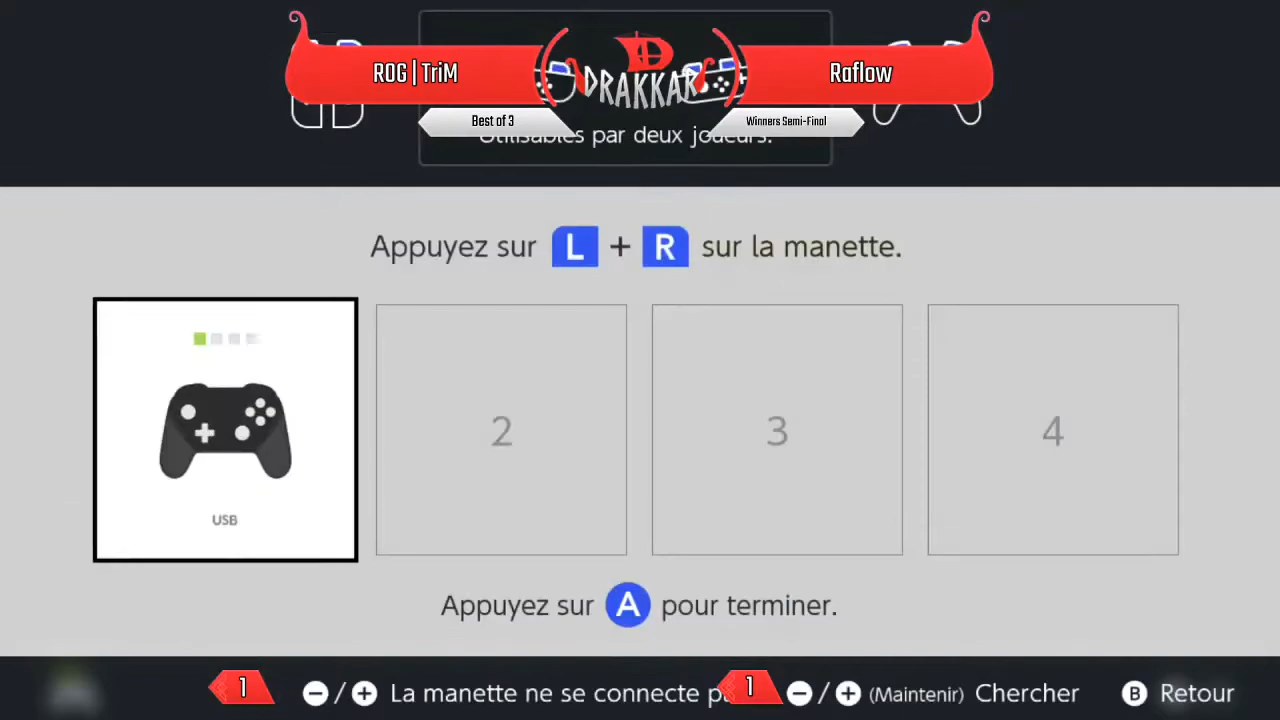 ROG | TriM
DRAKKAR
Raflow
Best of 3
Winners Semi-Final
Utilisables par deux joueurs.
Appuyez sur L + R sur la manette.
2
3
4
USB
Appuyez sur A pour terminer.
1
−/+ La manette ne se connecte
1
−/+ (Maintenir) Chercher
B Retour